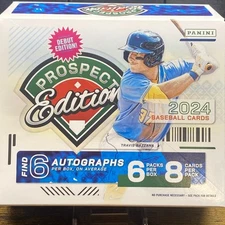 DEBUT
EDITION!
PANINI
PROSPECT
Edition
2024
BASEBALL CARDS
TRAVIS BAZZANA
FIND
6
AUTOGRAPHS
PER BOX, ON AVERAGE
6
PACKS
PER
BOX
8
CARDS
PER
PACK